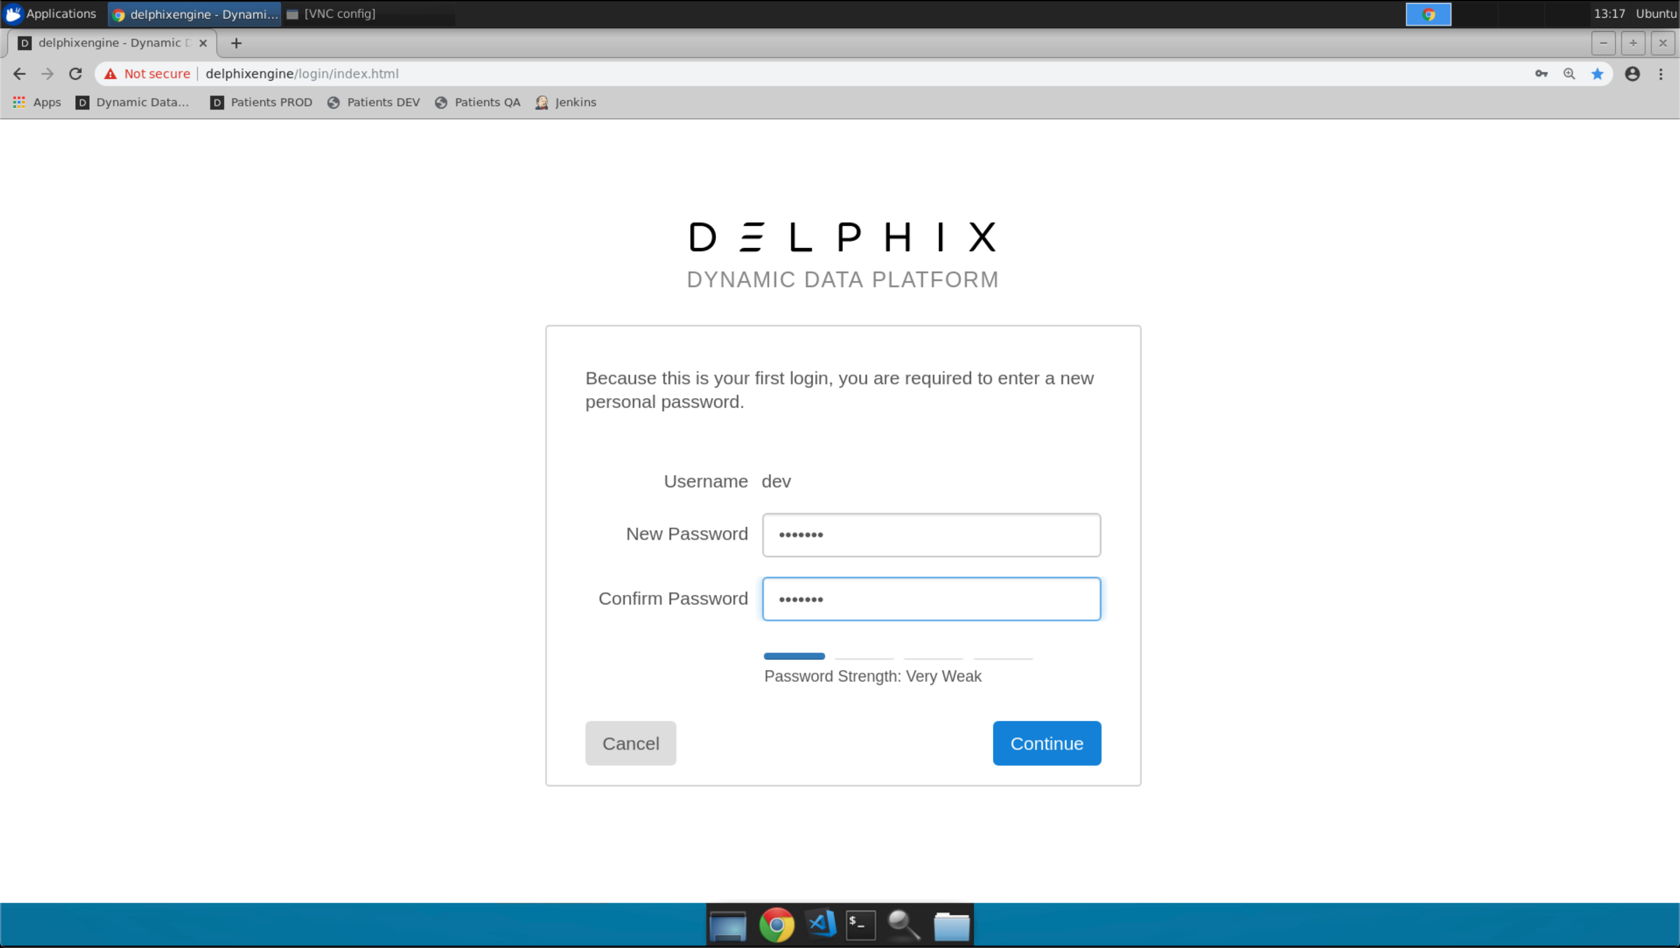 Applications delphixengine - Dynami... [VNC config] 13:17 Ubuntu
delphixengine - Dynamic D
Not secure delphixengine/login/index.html
Apps Dynamic Data... Patients PROD Patients DEV Patients QA Jenkins
DELPHIX
DYNAMIC DATA PLATFORM
Because this is your first login, you are required to enter a new
personal password.
Username dev
New Password •••••••
Confirm Password •••••••
Password Strength: Very Weak
Cancel Continue